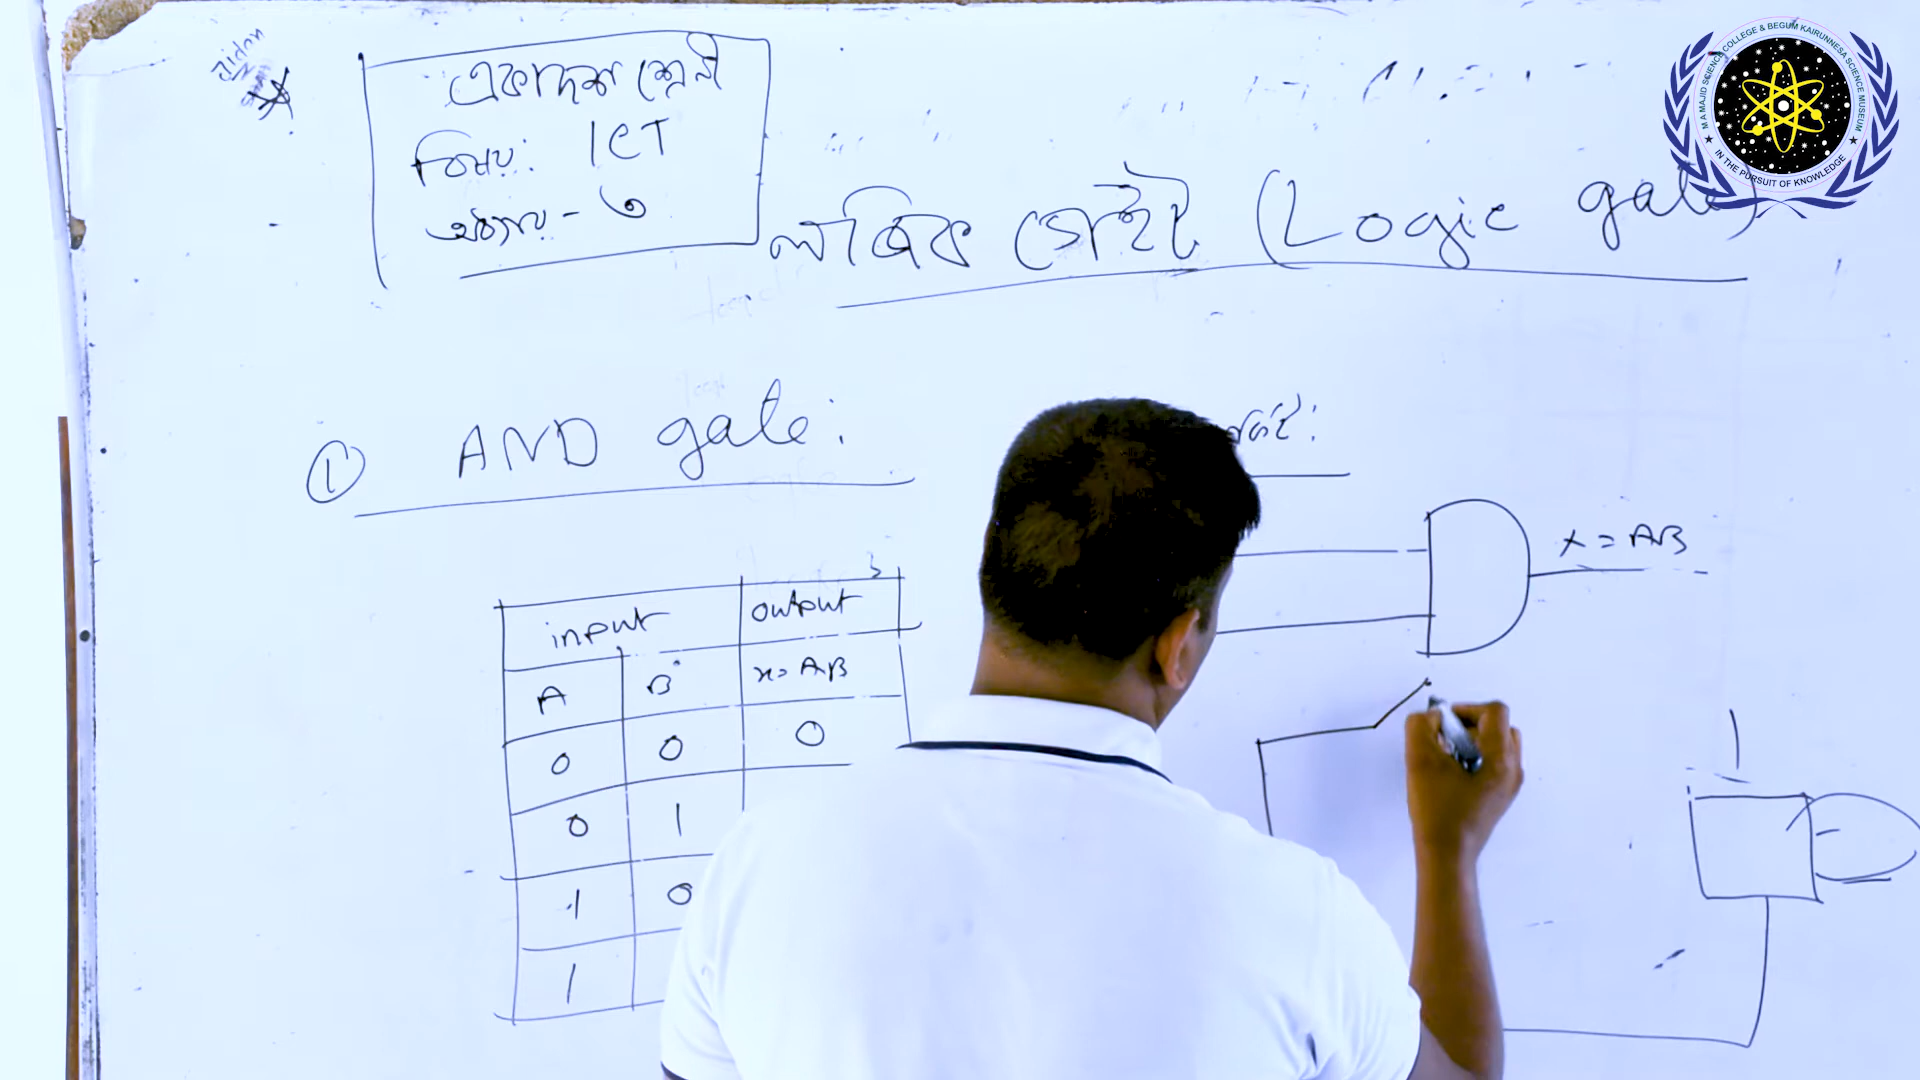 একাদশ শ্রেনী
বিষয়: ICT
অধ্যায় - ৩
লজিক গেইট (Logic gate)
M A MAJID SCIENCE COLLEGE & BEGUM KAIRUNNESA SCIENCE MUSEUM
IN THE PURSUIT OF KNOWLEDGE
① AND gate:
x = AB
input output
A B x = AB
0 0 0
0 1
1 0
1